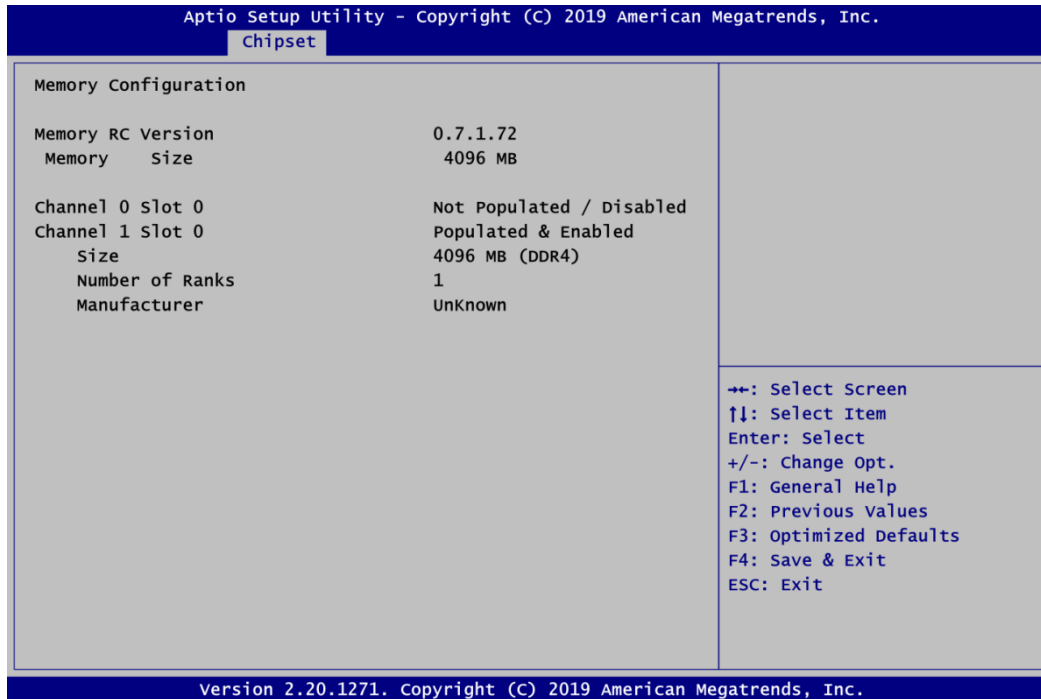 Aptio Setup Utility - Copyright (C) 2019 American Megatrends, Inc.
Chipset
Memory Configuration
Memory RC Version 0.7.1.72
Memory Size 4096 MB
Channel 0 Slot 0 Not Populated / Disabled
Channel 1 Slot 0 Populated & Enabled
Size 4096 MB (DDR4)
Number of Ranks 1
Manufacturer UnKnown
→←: Select Screen
↑↓: Select Item
Enter: Select
+/-: Change Opt.
F1: General Help
F2: Previous Values
F3: Optimized Defaults
F4: Save & Exit
ESC: Exit
Version 2.20.1271. Copyright (C) 2019 American Megatrends, Inc.